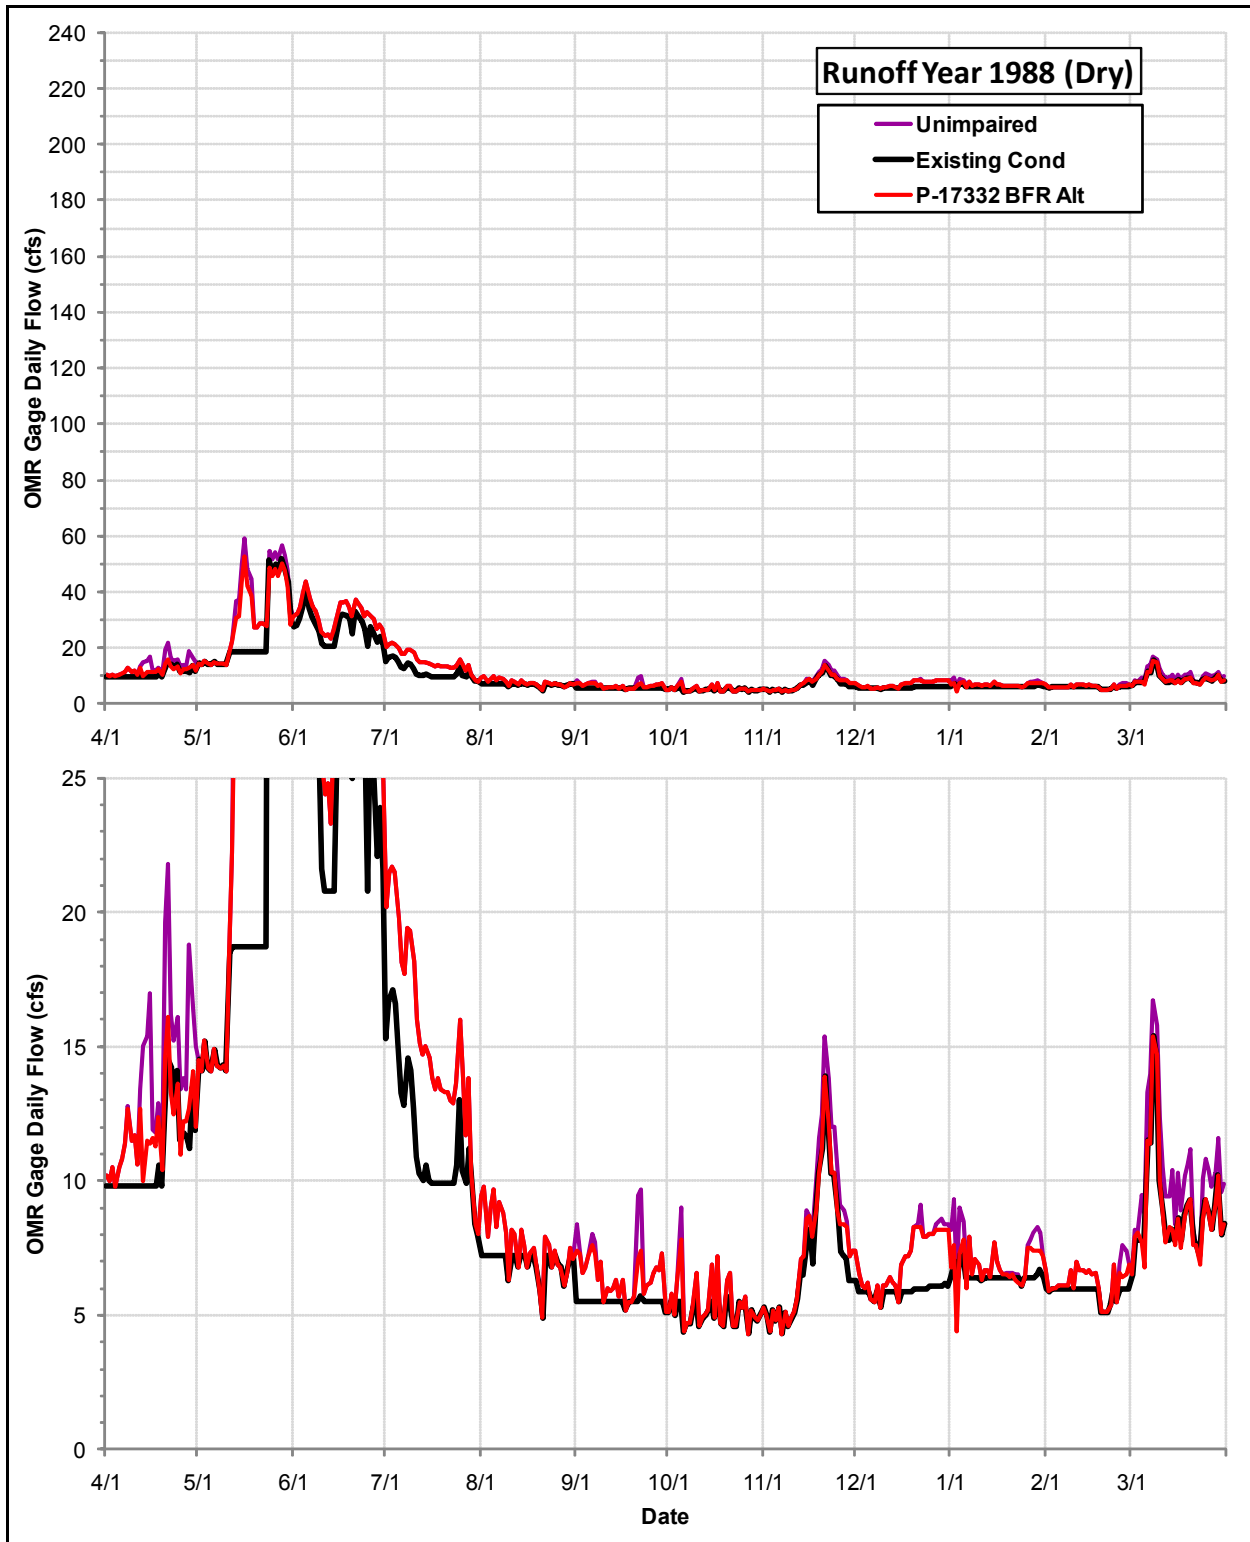 240
220
200
180
160
140
120
100
80
60
40
20
0
OMR Gage Daily Flow (cfs)
Runoff Year 1988 (Dry)
Unimpaired
Existing Cond
P-17332 BFR Alt
4/1 5/1 6/1 7/1 8/1 9/1 10/1 11/1 12/1 1/1 2/1 3/1
25
20
15
10
5
0
OMR Gage Daily Flow (cfs)
4/1 5/1 6/1 7/1 8/1 9/1 10/1 11/1 12/1 1/1 2/1 3/1
Date